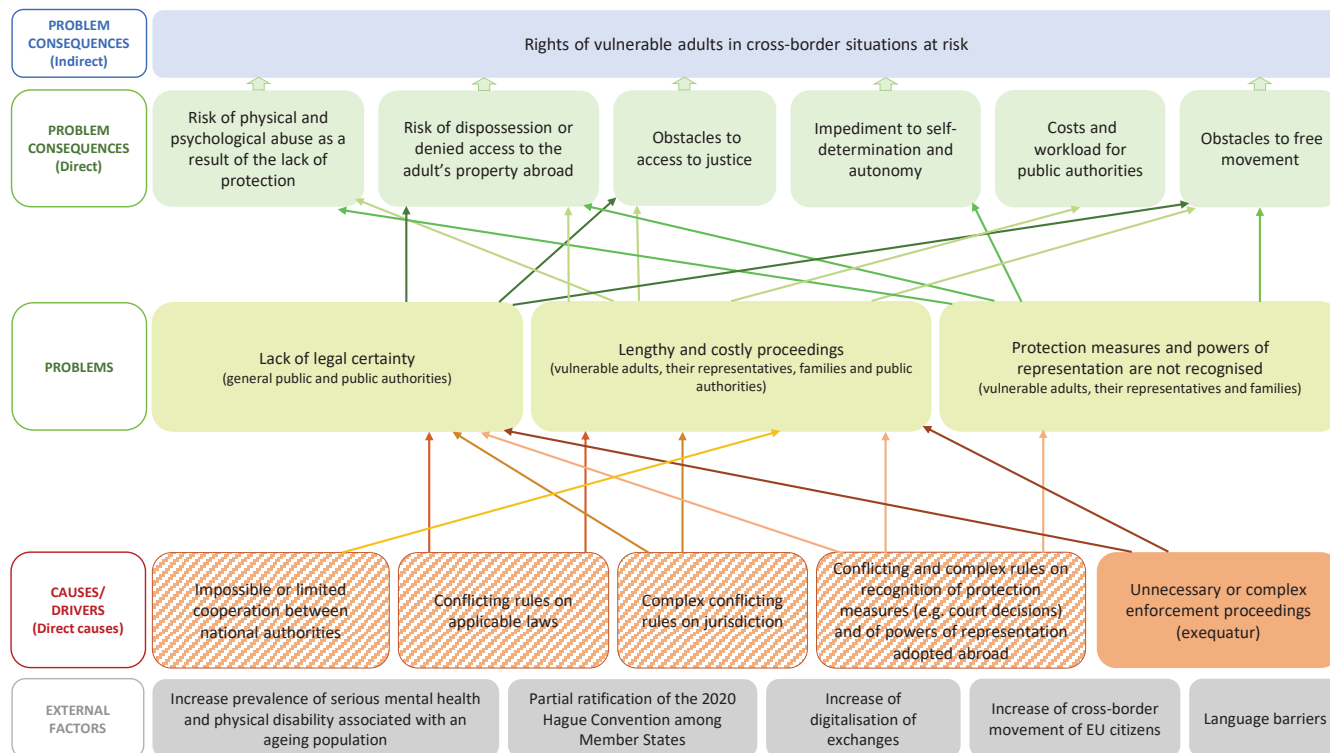 PROBLEM
CONSEQUENCES
(Indirect)
Rights of vulnerable adults in cross-border situations at risk
PROBLEM
CONSEQUENCES
(Direct)
Risk of physical and
psychological abuse as a
result of the lack of
protection
Risk of dispossession or
denied access to the
adult's property abroad
Obstacles to
access to justice
Impediment to self-
determination and
autonomy
Costs and
workload for
public authorities
Obstacles to free
movement
PROBLEMS
Lack of legal certainty
(general public and public authorities)
Lengthy and costly proceedings
(vulnerable adults, their representatives, families and public
authorities)
Protection measures and powers of
representation are not recognised
(vulnerable adults, their representatives and families)
CAUSES/
DRIVERS
(Direct causes)
Impossible or limited
cooperation between
national authorities
Conflicting rules on
applicable laws
Complex conflicting
rules on jurisdiction
Conflicting and complex rules on
recognition of protection
measures (e.g. court decisions)
and of powers of representation
adopted abroad
Unnecessary or complex
enforcement proceedings
(exequatur)
EXTERNAL
FACTORS
Increase prevalence of serious mental health
and physical disability associated with an
ageing population
Partial ratification of the 2020
Hague Convention among
Member States
Increase of
digitalisation of
exchanges
Increase of cross-border
movement of EU citizens
Language barriers